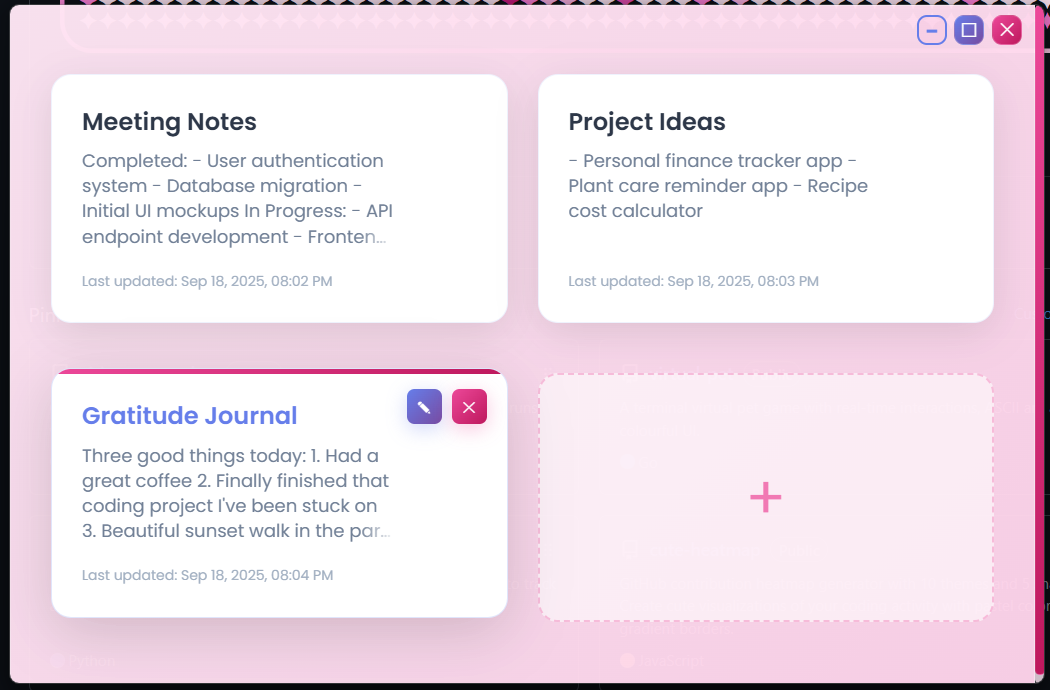 Meeting Notes
Completed: - User authentication
system - Database migration -
Initial UI mockups In Progress: - API
endpoint development - Fronten...
Last updated: Sep 18, 2025, 08:02 PM
Project Ideas
- Personal finance tracker app -
Plant care reminder app - Recipe
cost calculator
Last updated: Sep 18, 2025, 08:03 PM
Gratitude Journal
Three good things today: 1. Had a
great coffee 2. Finally finished that
coding project I've been stuck on
3. Beautiful sunset walk in the par...
Last updated: Sep 18, 2025, 08:04 PM
Python
JavaScript